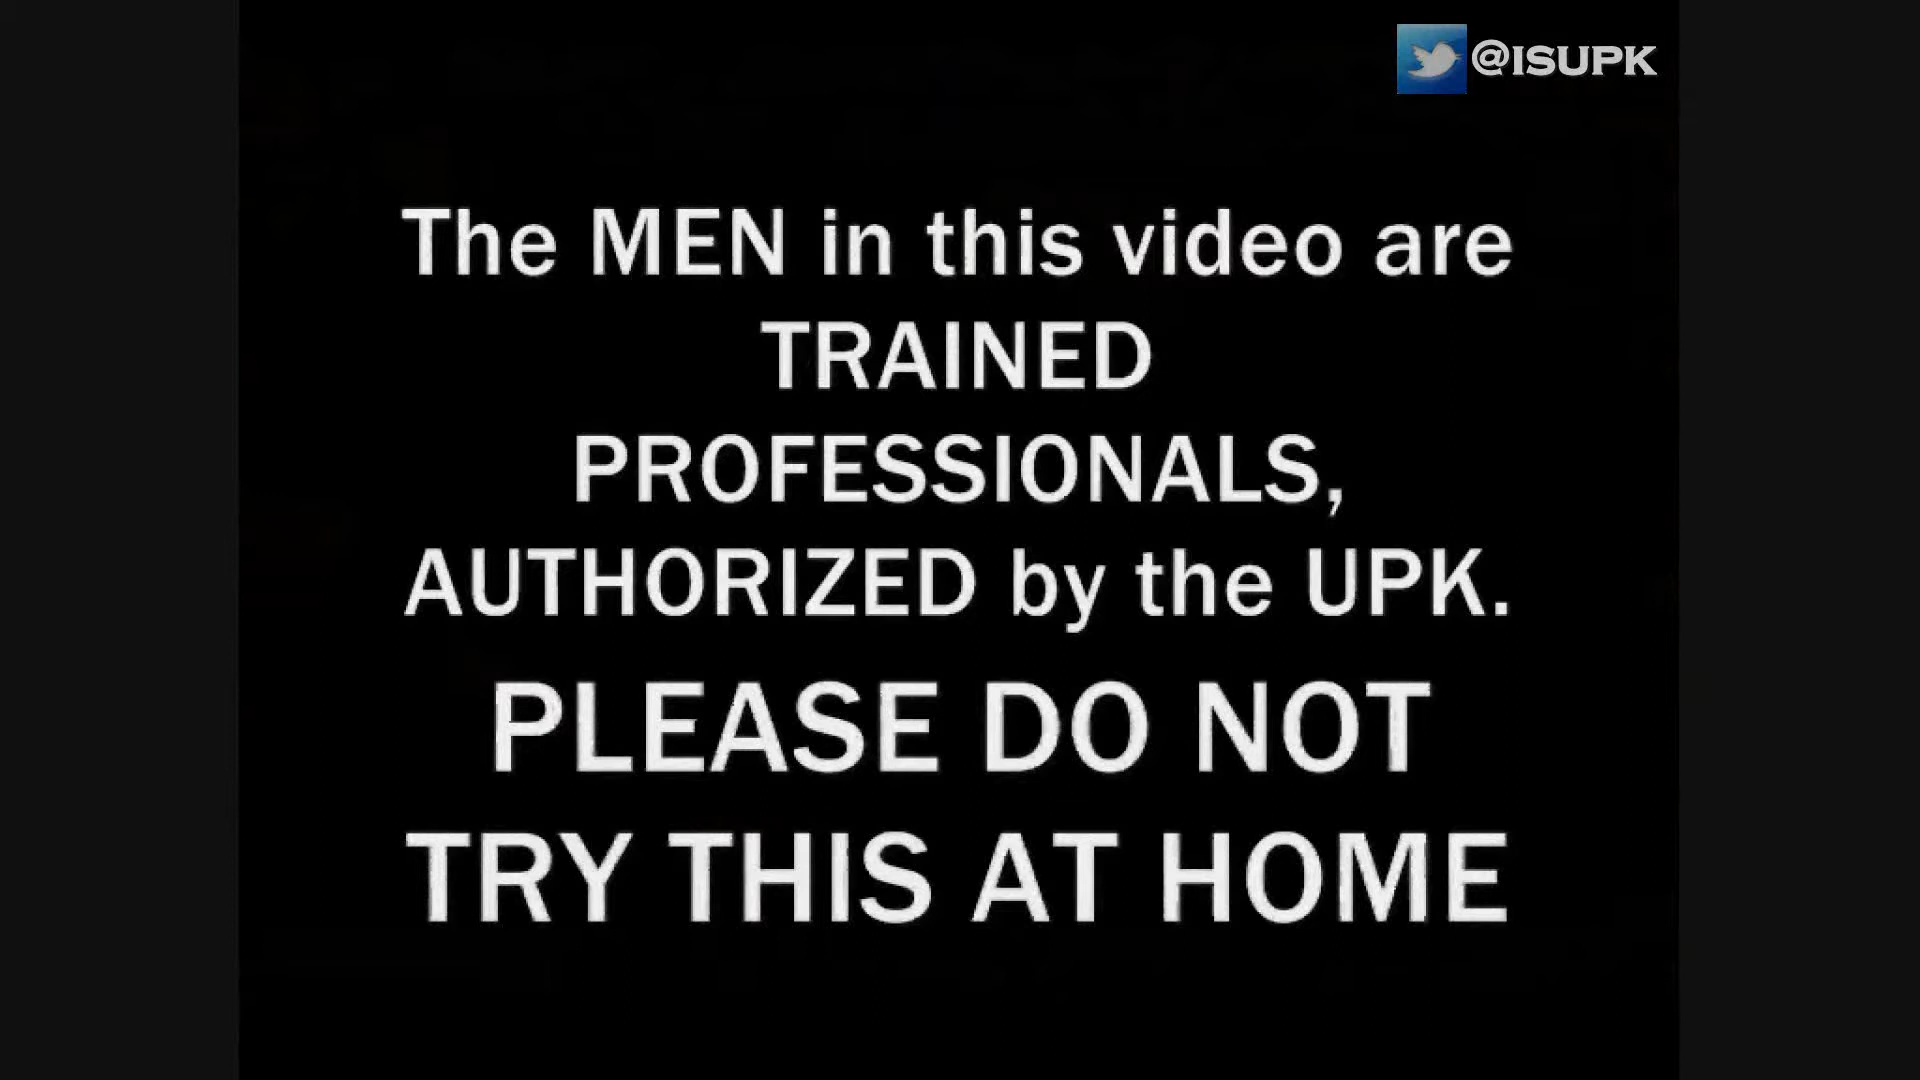 @ISUPK
The MEN in this video are
TRAINED
PROFESSIONALS,
AUTHORIZED by the UPK.
PLEASE DO NOT
TRY THIS AT HOME